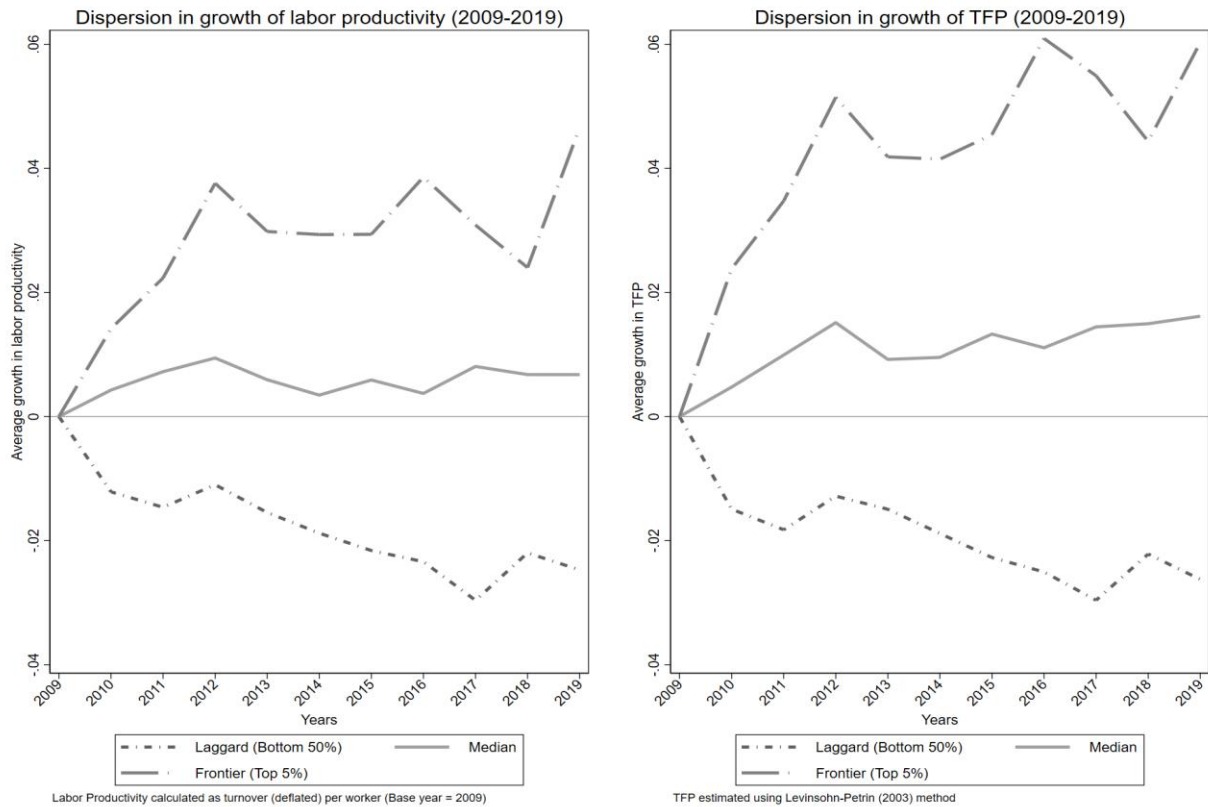 Dispersion in growth of labor productivity (2009-2019)
Average growth in labor productivity
.06
.04
.02
0
-.02
-.04
2009 2010 2011 2012 2013 2014 2015 2016 2017 2018 2019
Years
Laggard (Bottom 50%) Median
Frontier (Top 5%)
Labor Productivity calculated as turnover (deflated) per worker (Base year = 2009)
Dispersion in growth of TFP (2009-2019)
Average growth in TFP
.06
.04
.02
0
-.02
-.04
2009 2010 2011 2012 2013 2014 2015 2016 2017 2018 2019
Years
Laggard (Bottom 50%) Median
Frontier (Top 5%)
TFP estimated using Levinsohn-Petrin (2003) method